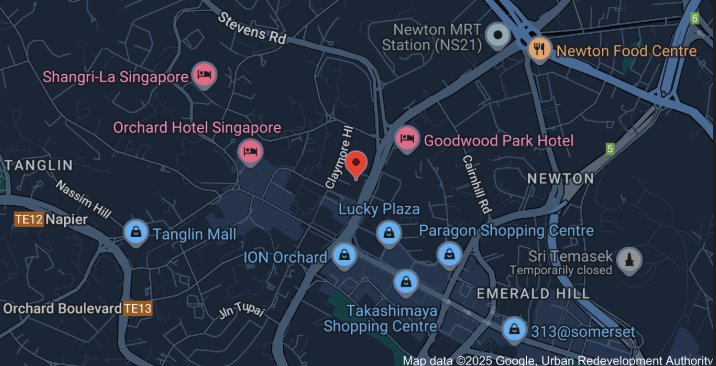 Stevens Rd
Newton MRT
Station (NS21)
6
Newton Food Centre
Shangri-La Singapore
Orchard Hotel Singapore
Claymore Hl
Goodwood Park Hotel
5
TANGLIN
Cairnhill Rd
NEWTON
Nassim Hill
Lucky Plaza
TE12 Napier
Tanglin Mall
Paragon Shopping Centre
ION Orchard
Sri Temasek
Temporarily closed
EMERALD HILL
Orchard Boulevard TE13
Jln Tupai
Takashimaya
Shopping Centre
313@somerset
Map data ©2025 Google, Urban Redevelopment Authority